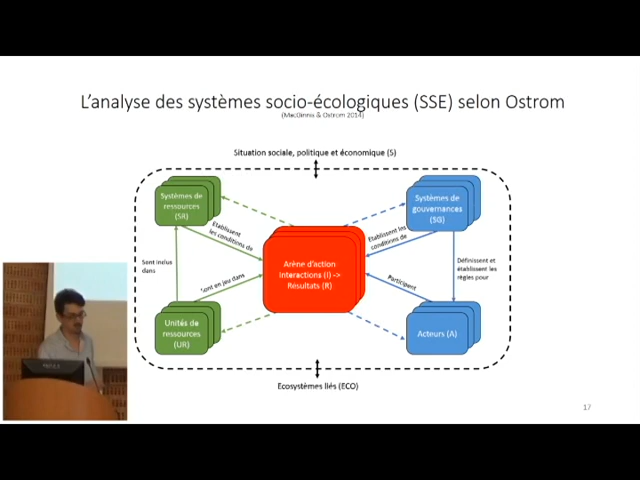 L'analyse des systèmes socio-écologiques (SSE) selon Ostrom
(MacGinnis & Ostrom 2014)
Situation sociale, politique et économique (S)
Systèmes de
ressources
(SR)
Systèmes de
gouvernances
(SG)
Etablissent
les conditions de
Etablissent les
conditions de
Arène d'action
Interactions (I) ->
Résultats (R)
Sont inclus
dans
Définissent et
établissent les
règles pour
Sont en jeu dans
Participent
Unités de
ressources
(UR)
Acteurs (A)
Ecosystèmes liés (ECO)
17